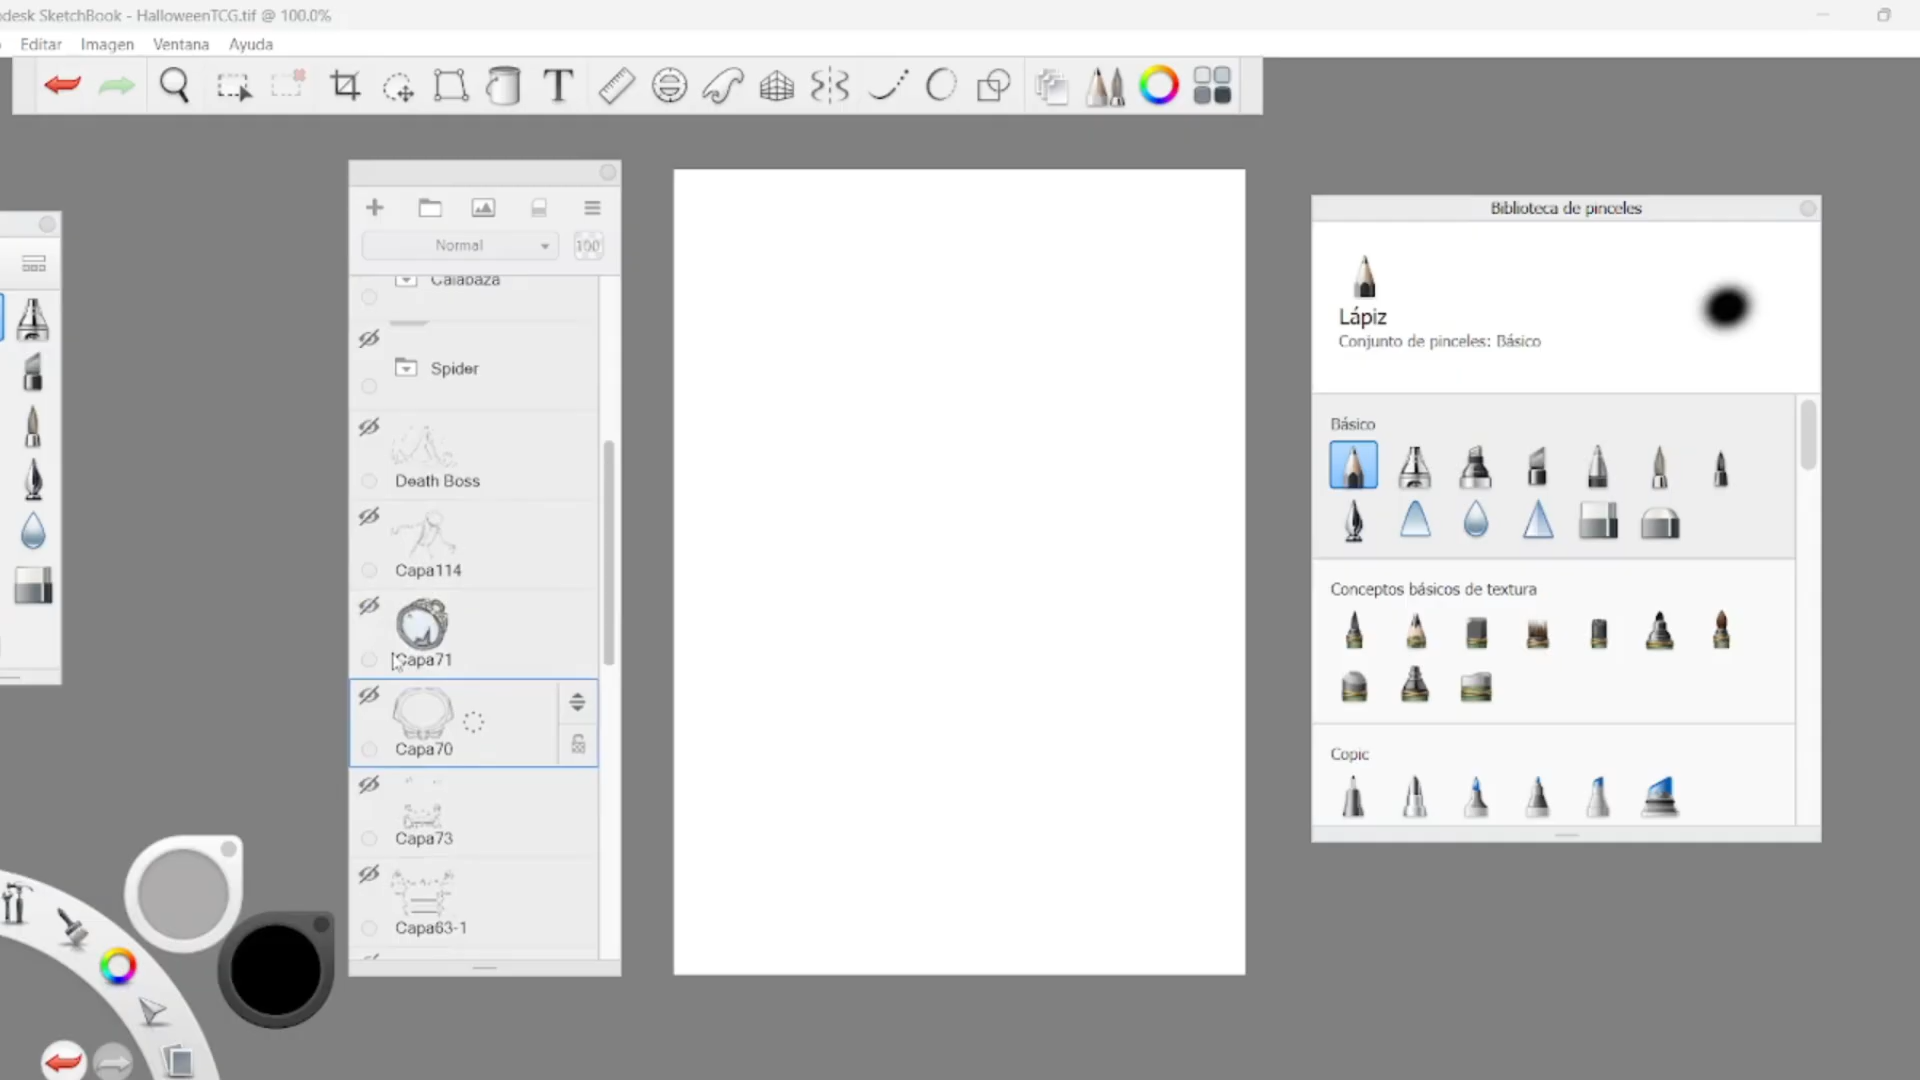 desk SketchBook - HalloweenTCG.tif @ 100.0%
Editar Imagen Ventana Ayuda
T
Normal 100
Calabaza
Spider
Death Boss
Capa114
Capa71
Capa70
Capa73
Capa63-1
Biblioteca de pinceles
Lápiz
Conjunto de pinceles: Básico
Básico
Conceptos básicos de textura
Copic